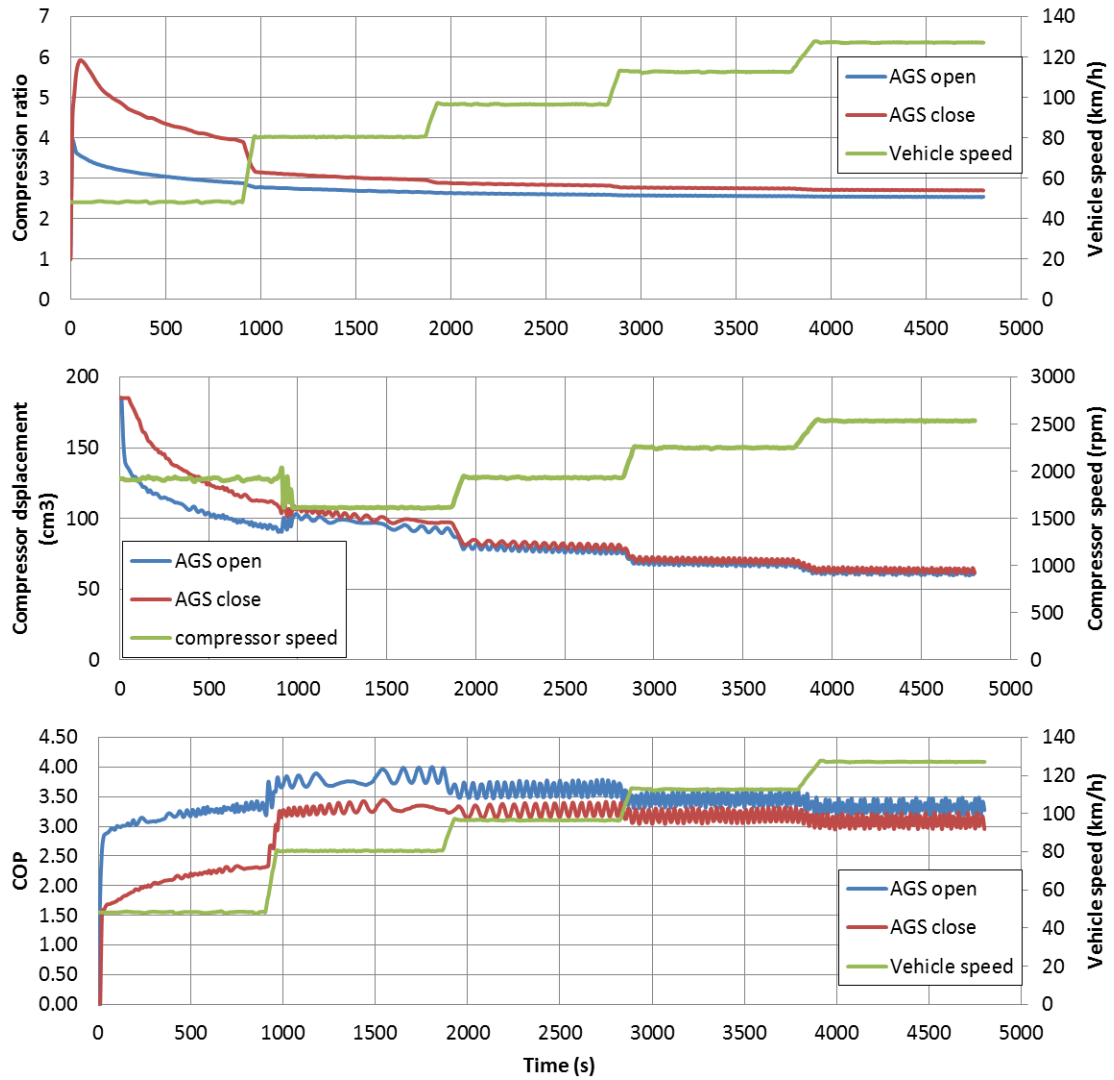 Compression ratio
7
6
5
4
3
2
1
0
0 500 1000 1500 2000 2500 3000 3500 4000 4500 5000
140
120
100
80
60
40
20
0
Vehicle speed (km/h)
AGS open
AGS close
Vehicle speed
Compressor dsplacement
(cm3)
200
150
100
50
0
0 500 1000 1500 2000 2500 3000 3500 4000 4500 5000
3000
2500
2000
1500
1000
500
0
Compressor speed (rpm)
AGS open
AGS close
compressor speed
COP
4.50
4.00
3.50
3.00
2.50
2.00
1.50
1.00
0.50
0.00
0 500 1000 1500 2000 2500 3000 3500 4000 4500 5000
140
120
100
80
60
40
20
0
Vehicle speed (km/h)
AGS open
AGS close
Vehicle speed
Time (s)